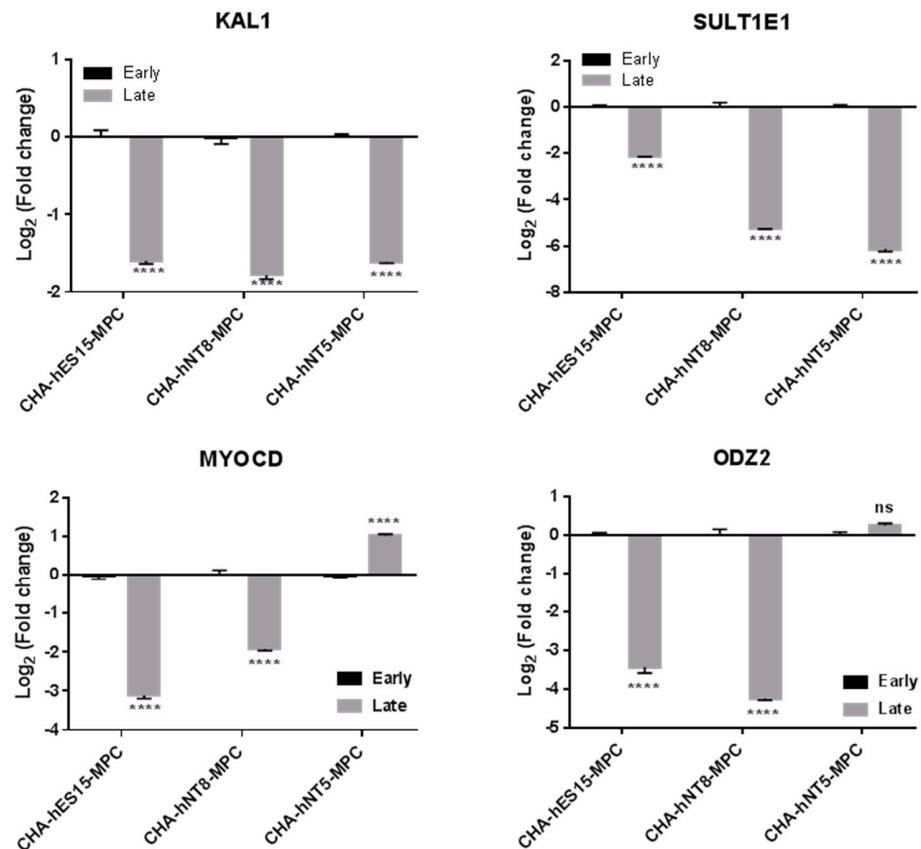 KAL1
Log2 (Fold change)
1
0
-1
-2
Early
Late
****
****
****
CHA-hES15-MPC
CHA-hNT8-MPC
CHA-hNT5-MPC
SULT1E1
Log2 (Fold change)
2
0
-2
-4
-6
-8
Early
Late
****
****
****
CHA-hES15-MPC
CHA-hNT8-MPC
CHA-hNT5-MPC
MYOCD
Log2 (Fold change)
2
1
0
-1
-2
-3
-4
****
****
****
Early
Late
CHA-hES15-MPC
CHA-hNT8-MPC
CHA-hNT5-MPC
ODZ2
Log2 (Fold change)
1
0
-1
-2
-3
-4
-5
****
****
ns
Early
Late
CHA-hES15-MPC
CHA-hNT8-MPC
CHA-hNT5-MPC